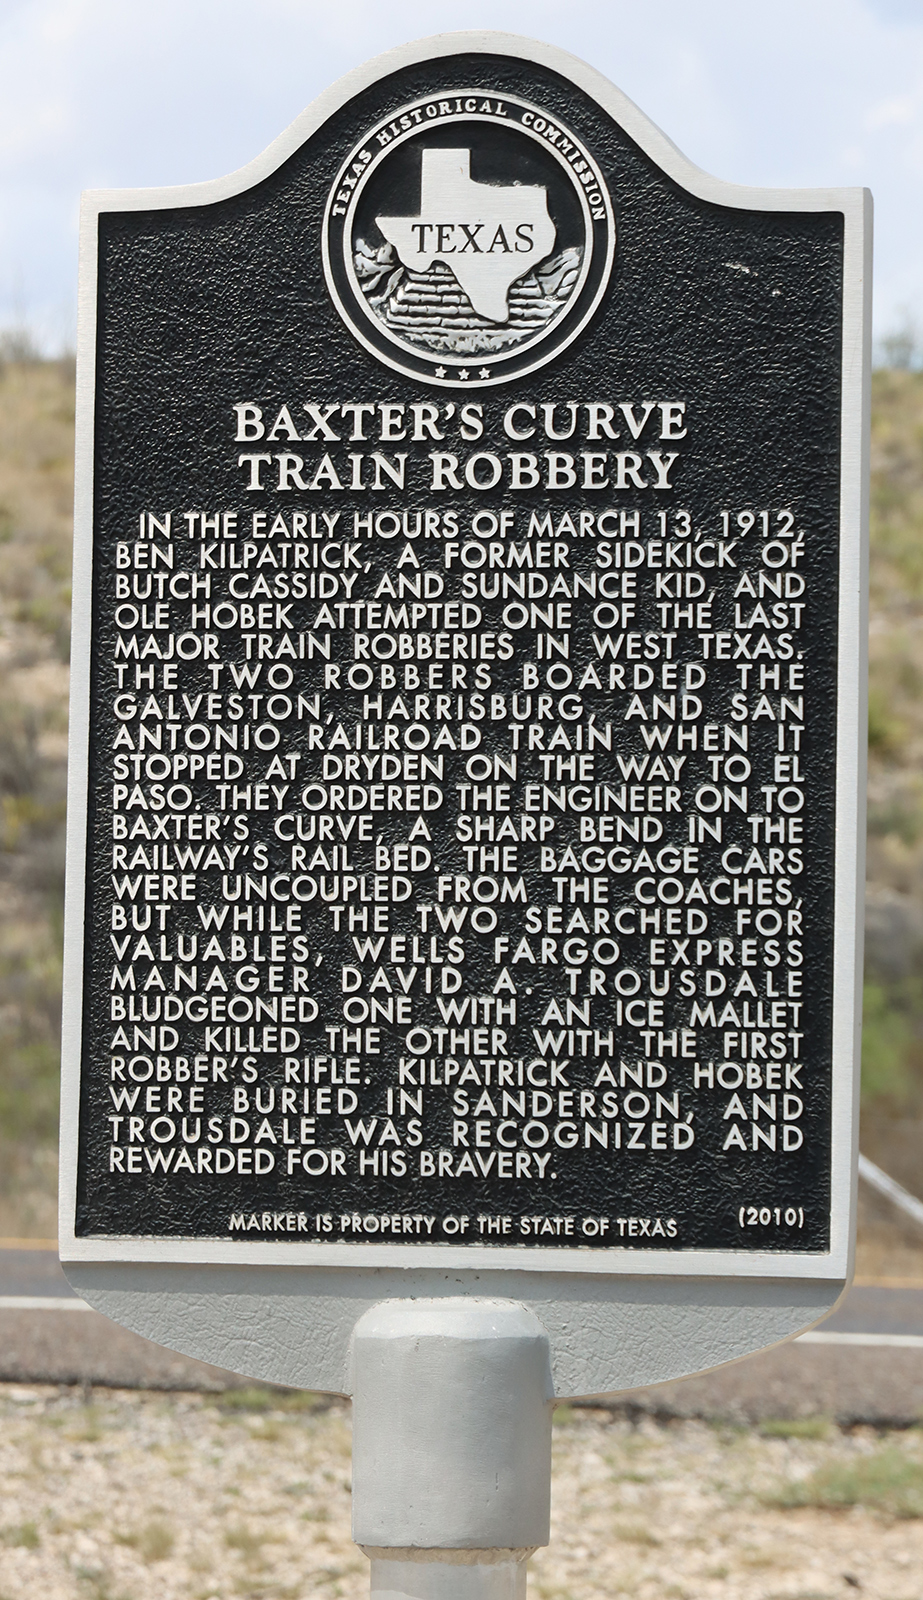 TEXAS HISTORICAL COMMISSION
TEXAS
BAXTER'S CURVE
TRAIN ROBBERY
IN THE EARLY HOURS OF MARCH 13, 1912,
BEN KILPATRICK, A FORMER SIDEKICK OF
BUTCH CASSIDY AND SUNDANCE KID, AND
OLE HOBEK ATTEMPTED ONE OF THE LAST
MAJOR TRAIN ROBBERIES IN WEST TEXAS.
THE TWO ROBBERS BOARDED THE
GALVESTON, HARRISBURG, AND SAN
ANTONIO RAILROAD TRAIN WHEN IT
STOPPED AT DRYDEN ON THE WAY TO EL
PASO. THEY ORDERED THE ENGINEER ON TO
BAXTER'S CURVE, A SHARP BEND IN THE
RAILWAY'S RAIL BED. THE BAGGAGE CARS
WERE UNCOUPLED FROM THE COACHES,
BUT WHILE THE TWO SEARCHED FOR
VALUABLES, WELLS FARGO EXPRESS
MANAGER DAVID A. TROUSDALE
BLUDGEONED ONE WITH AN ICE MALLET
AND KILLED THE OTHER WITH THE FIRST
ROBBER'S RIFLE. KILPATRICK AND HOBEK
WERE BURIED IN SANDERSON, AND
TROUSDALE WAS RECOGNIZED AND
REWARDED FOR HIS BRAVERY.
(2010)
MARKER IS PROPERTY OF THE STATE OF TEXAS